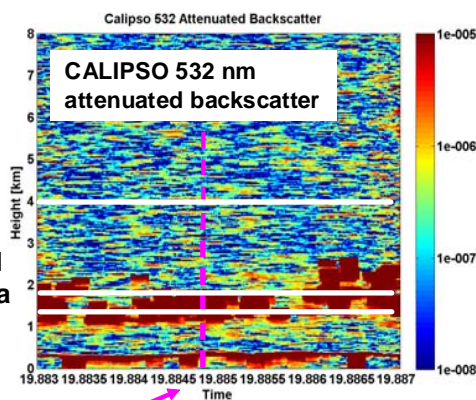 Calipso 532 Attenuated Backscatter
CALIPSO 532 nm
attenuated backscatter
8
7
6
5
4
3
2
1
0
Height [km]
a
19.883 19.8835 19.884 19.8845 19.885 19.8855 19.886 19.8865 19.887
Time
1e-005
1e-006
1e-007
1e-008